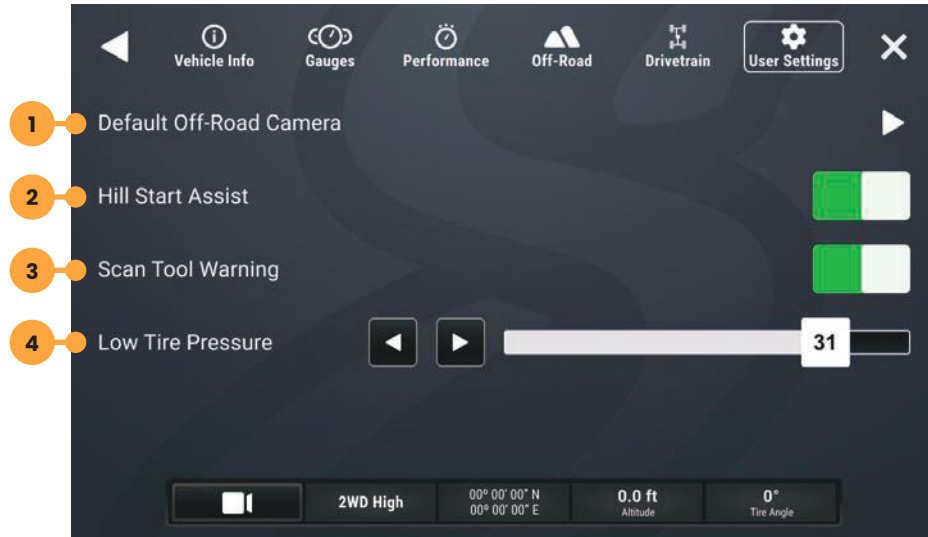 Vehicle Info
Gauges
Performance
Off-Road
Drivetrain
User Settings
1
Default Off-Road Camera
2
Hill Start Assist
3
Scan Tool Warning
4
Low Tire Pressure
31
2WD High
00° 00' 00" N
00° 00' 00" E
0.0 ft
Altitude
0°
Tire Angle